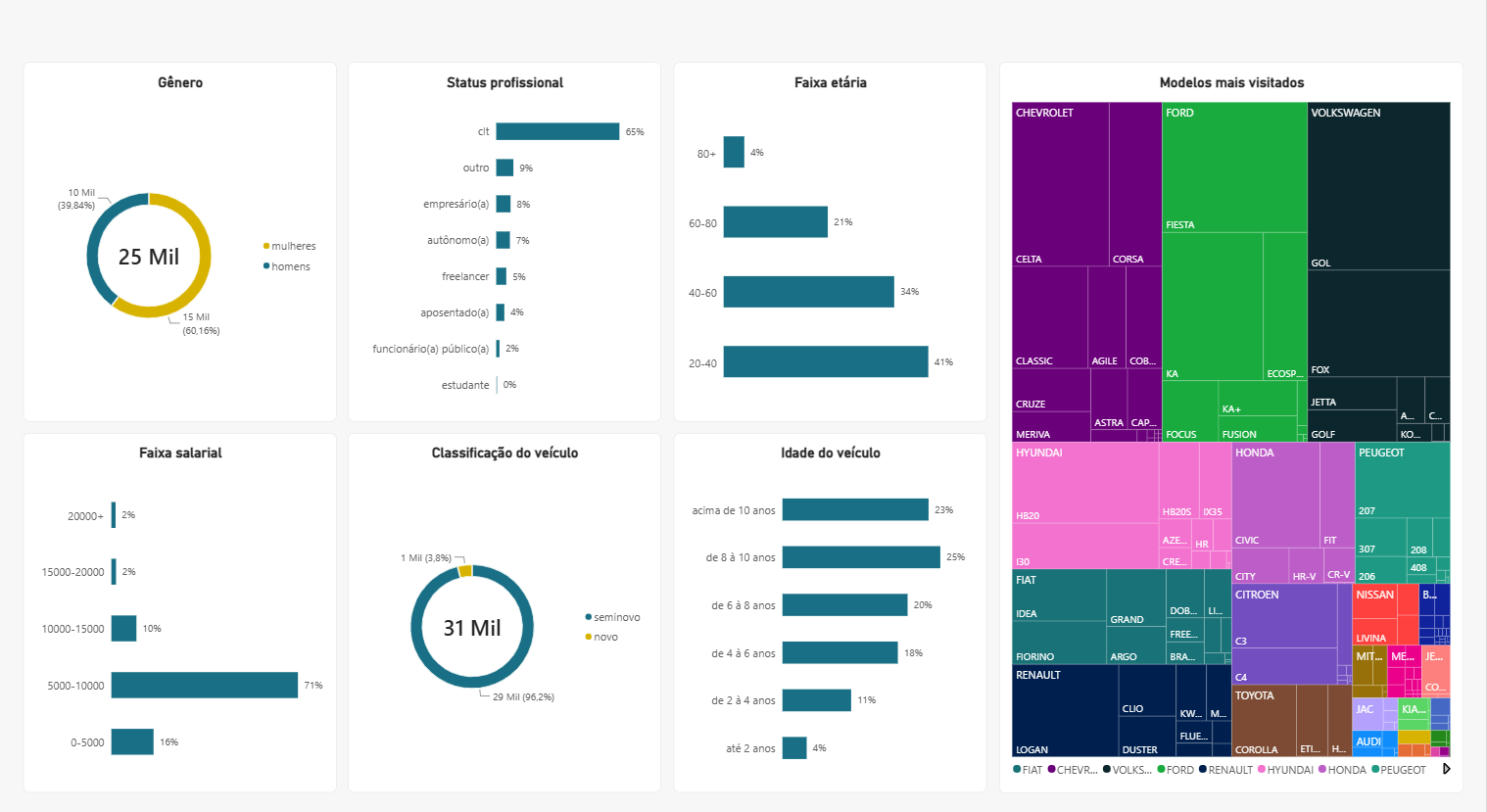 Gênero
10 Mil
(39,84%)
25 Mil
15 Mil
(60,16%)
mulheres
homens
Status profissional
clt
65%
outro
9%
empresário(a)
8%
autônomo(a)
7%
freelancer
5%
aposentado(a)
4%
funcionário(a) público(a)
2%
estudante
0%
Faixa etária
80+
4%
60-80
21%
40-60
34%
20-40
41%
Faixa salarial
20000+
2%
15000-20000
2%
10000-15000
10%
5000-10000
71%
0-5000
16%
Classificação do veículo
1 Mil (3,8%)
31 Mil
29 Mil (96,2%)
seminovo
novo
Idade do veículo
acima de 10 anos
23%
de 8 à 10 anos
25%
de 6 à 8 anos
20%
de 4 à 6 anos
18%
de 2 à 4 anos
11%
até 2 anos
4%
Modelos mais visitados
CHEVROLET
CELTA
CORSA
CLASSIC
AGILE
COB...
CRUZE
MERIVA
ASTRA
CAP...
FORD
FIESTA
KA
ECOSP...
FOCUS
KA+
FUSION
VOLKSWAGEN
GOL
FOX
JETTA
GOLF
A...
C...
KO...
HYUNDAI
HB20
I30
HB20S
IX35
AZE...
HR
CRE...
HONDA
CIVIC
FIT
CITY
HR-V
CR-V
PEUGEOT
207
307
208
206
408
FIAT
IDEA
FIORINO
GRAND
ARGO
DOB...
LI...
FREE...
BRA...
CITROEN
C3
C4
NISSAN
LIVINA
B...
MIT...
ME...
JE...
CO...
RENAULT
LOGAN
CLIO
DUSTER
KW...
M...
FLUE...
TOYOTA
COROLLA
ETI...
H...
JAC
KIA...
AUDI
FIAT CHEVR... VOLKS... FORD RENAULT HYUNDAI HONDA PEUGEOT